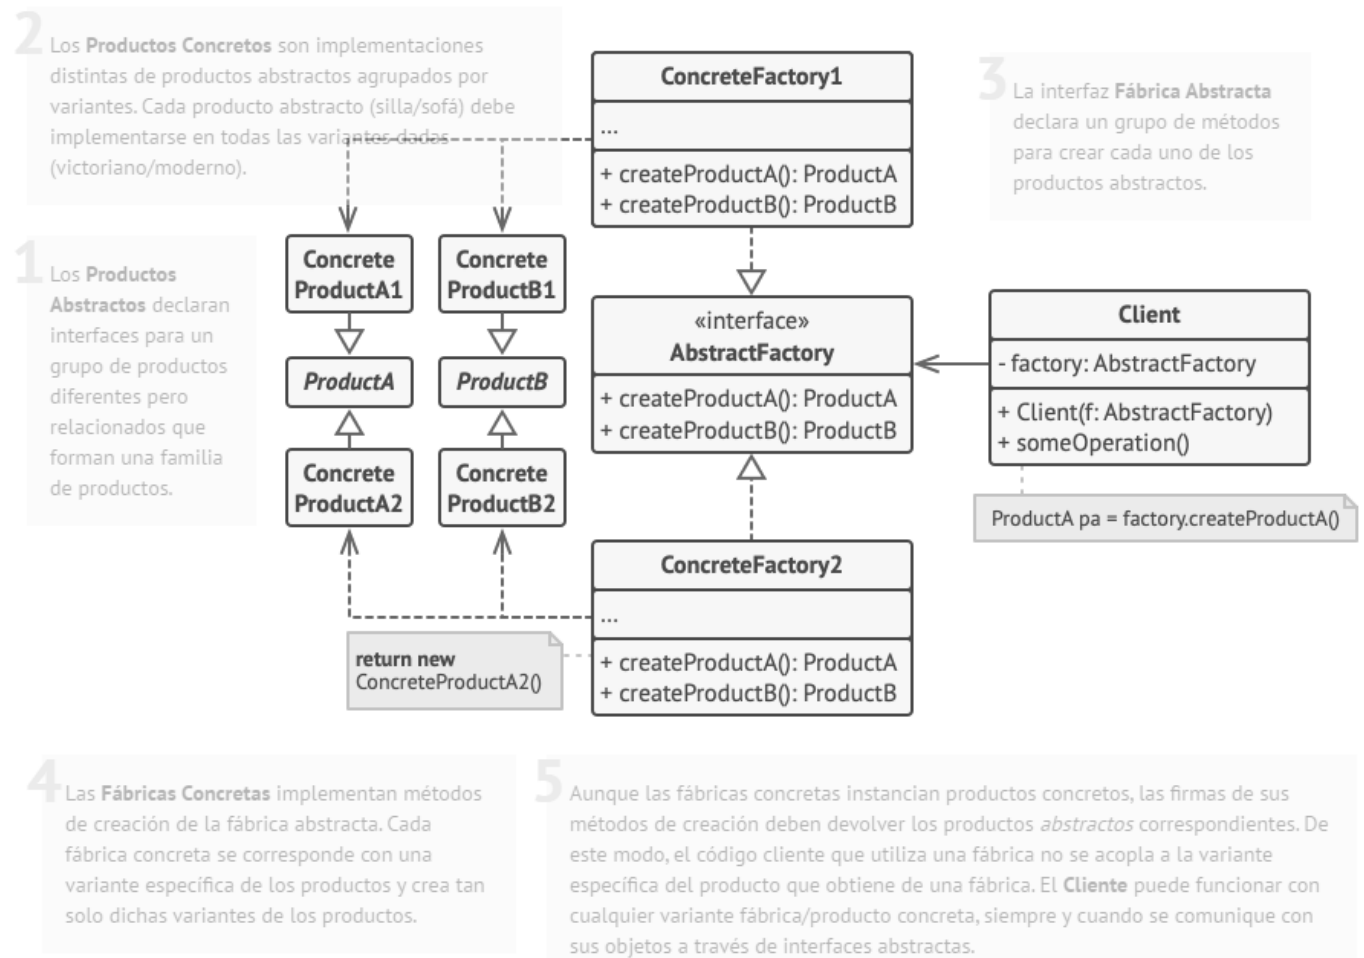 2
Los Productos Concretos son implementaciones
distintas de productos abstractos agrupados por
variantes. Cada producto abstracto (silla/sofá) debe
implementarse en todas las variantes dadas
(victoriano/moderno).
1
Los Productos
Abstractos declaran
interfaces para un
grupo de productos
diferentes pero
relacionados que
forman una familia
de productos.
Concrete
ProductA1
Concrete
ProductB1
ProductA
ProductB
Concrete
ProductA2
Concrete
ProductB2
ConcreteFactory1
...
+ createProductA(): ProductA
+ createProductB(): ProductB
«interface»
AbstractFactory
+ createProductA(): ProductA
+ createProductB(): ProductB
ConcreteFactory2
...
+ createProductA(): ProductA
+ createProductB(): ProductB
return new
ConcreteProductA2()
3
La interfaz Fábrica Abstracta
declara un grupo de métodos
para crear cada uno de los
productos abstractos.
Client
- factory: AbstractFactory
+ Client(f: AbstractFactory)
+ someOperation()
ProductA pa = factory.createProductA()
4
Las Fábricas Concretas implementan métodos
de creación de la fábrica abstracta. Cada
fábrica concreta se corresponde con una
variante específica de los productos y crea tan
solo dichas variantes de los productos.
5
Aunque las fábricas concretas instancian productos concretos, las firmas de sus
métodos de creación deben devolver los productos abstractos correspondientes. De
este modo, el código cliente que utiliza una fábrica no se acopla a la variante
específica del producto que obtiene de una fábrica. El Cliente puede funcionar con
cualquier variante fábrica/producto concreta, siempre y cuando se comunique con
sus objetos a través de interfaces abstractas.